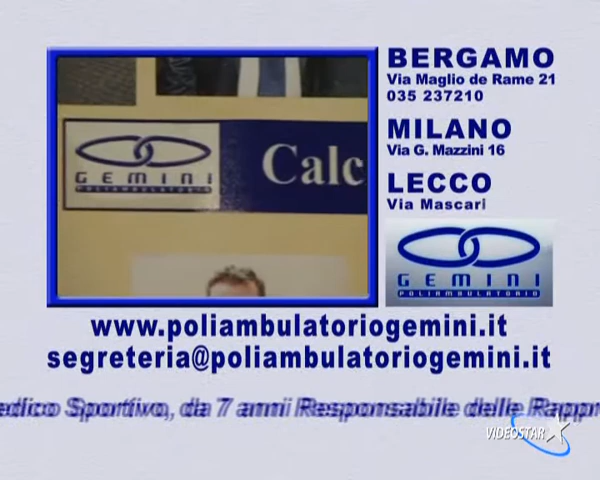 BERGAMO
Via Maglio de Rame 21
035 237210
MILANO
Via G. Mazzini 16
LECCO
Via Mascari
GEMINI
POLIAMBULATORIO
Calc
GEMINI
POLIAMBULATORIO
www.poliambulatoriogemini.it
segreteria@poliambulatoriogemini.it
edico Sportivo, da 7 anni Responsabile delle Rappr
VIDEOSTAR